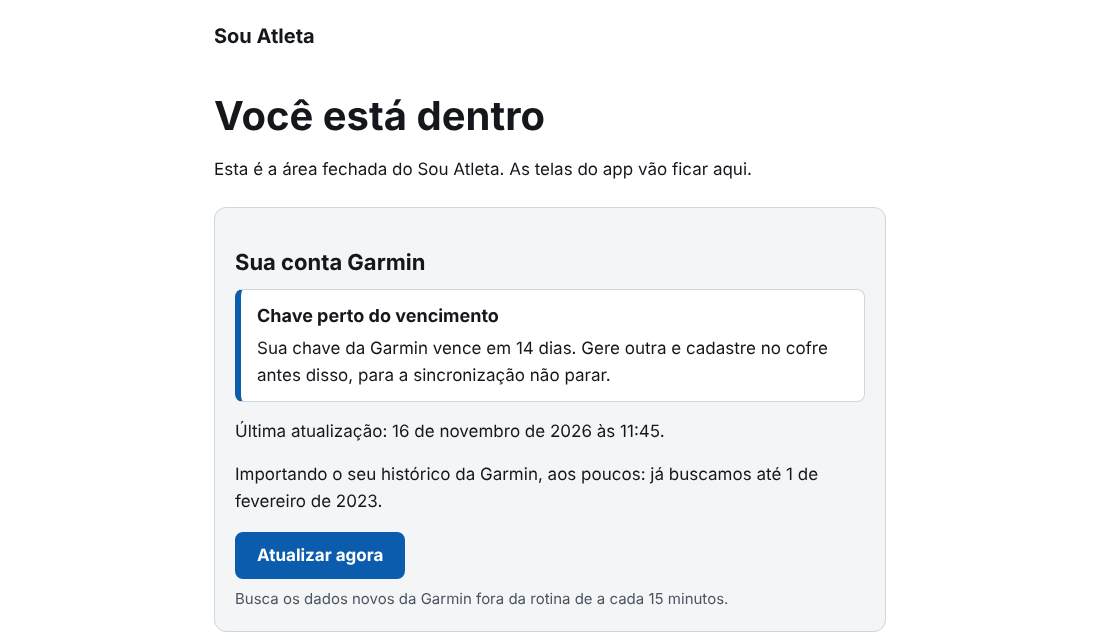 Sou Atleta
Você está dentro
Esta é a área fechada do Sou Atleta. As telas do app vão ficar aqui.
Sua conta Garmin
Chave perto do vencimento
Sua chave da Garmin vence em 14 dias. Gere outra e cadastre no cofre
antes disso, para a sincronização não parar.
Última atualização: 16 de novembro de 2026 às 11:45.
Importando o seu histórico da Garmin, aos poucos: já buscamos até 1 de
fevereiro de 2023.
Atualizar agora
Busca os dados novos da Garmin fora da rotina de a cada 15 minutos.